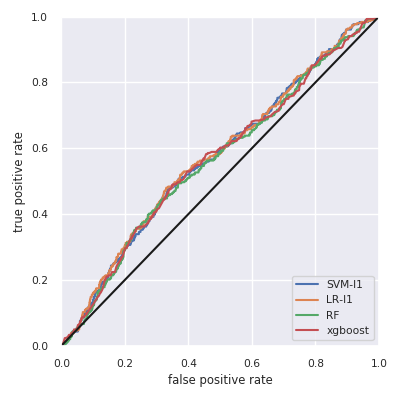 1.0
0.8
0.6
0.4
0.2
0.0
true positive rate
0.0 0.2 0.4 0.6 0.8 1.0
false positive rate
SVM-l1
LR-l1
RF
xgboost